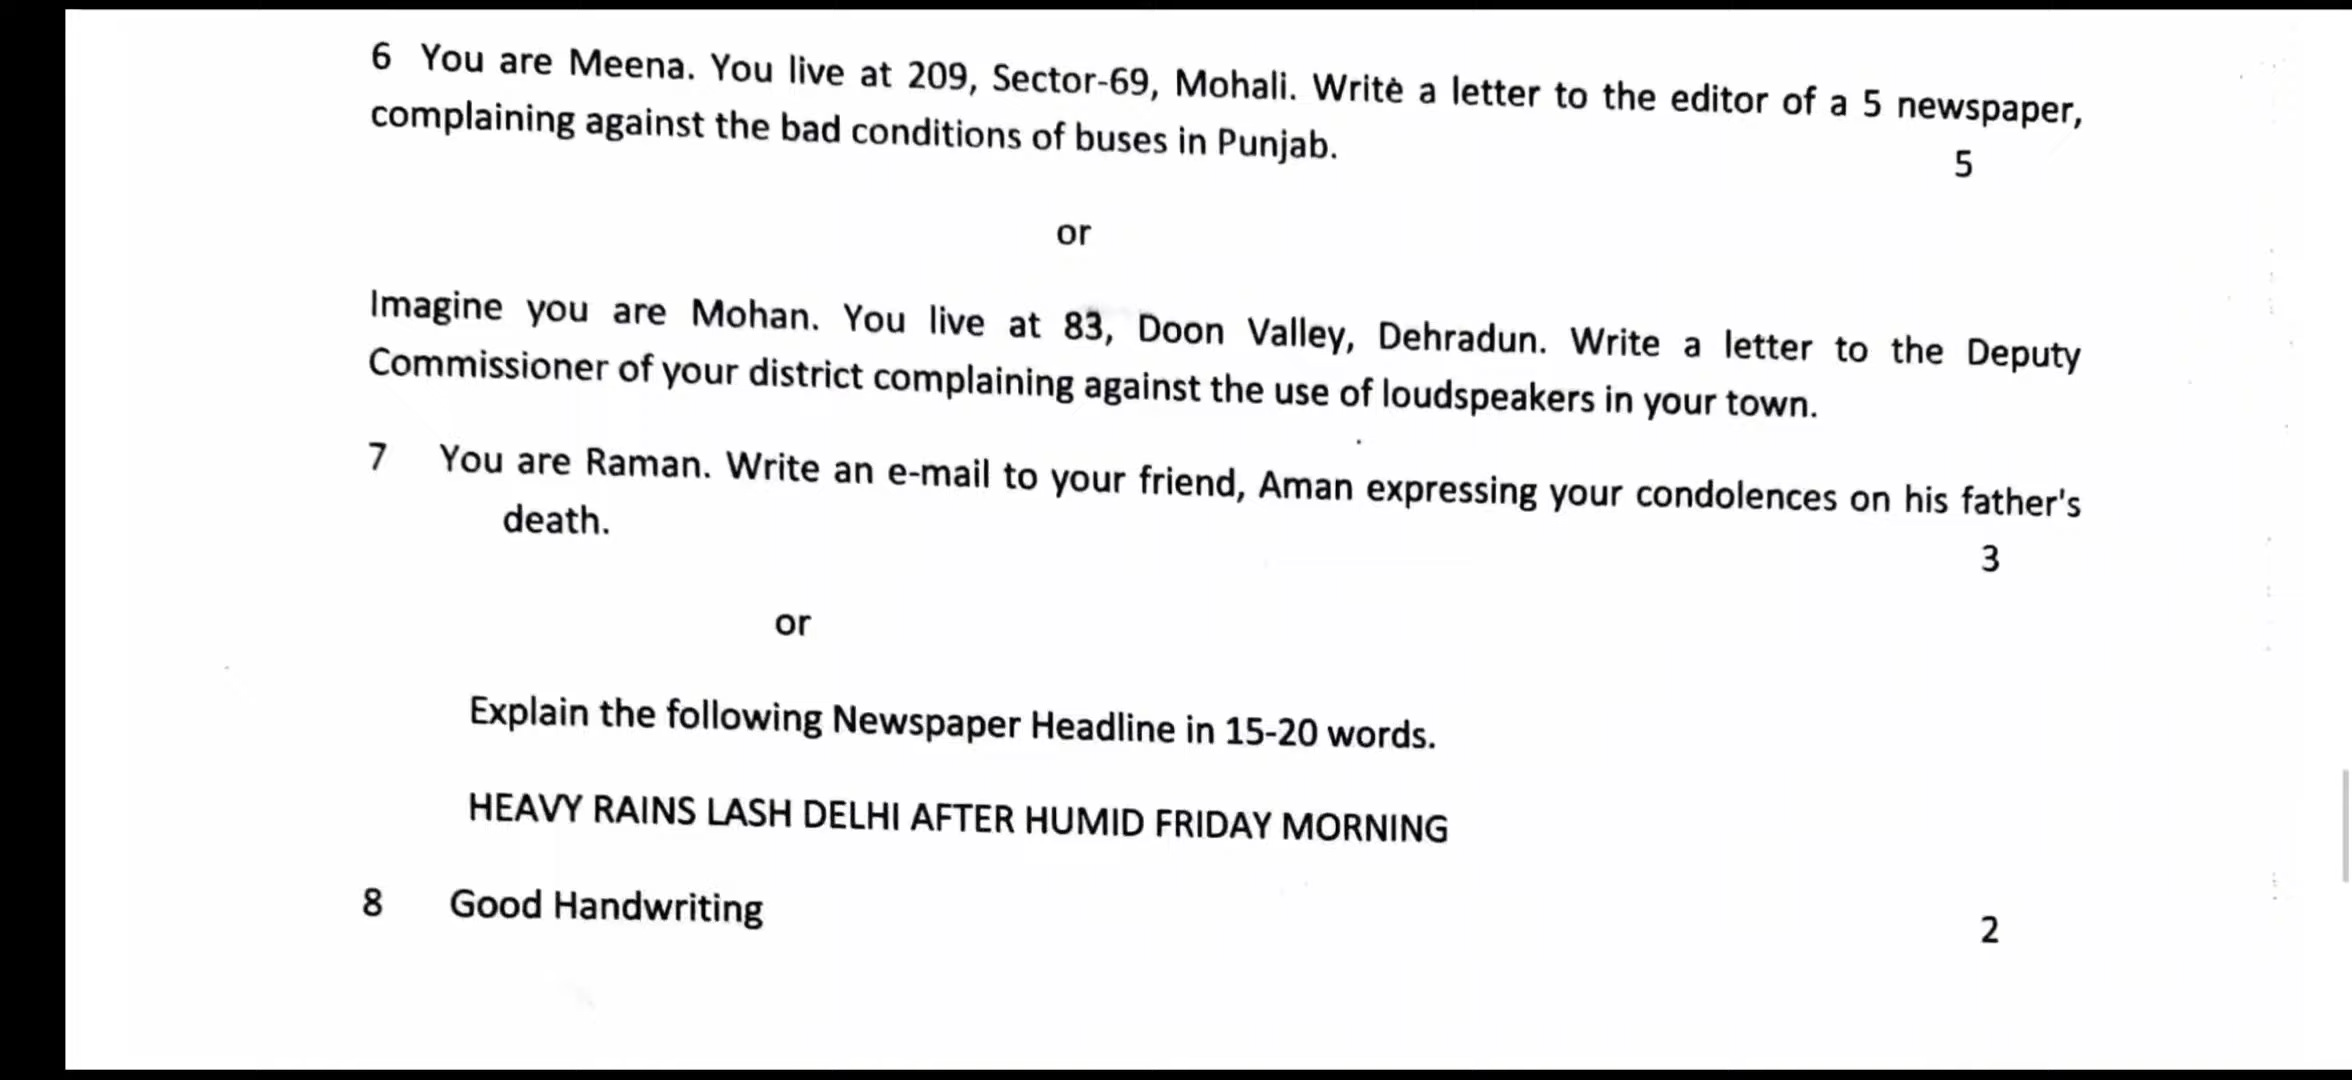 6 You are Meena. You live at 209, Sector-69, Mohali. Write a letter to the editor of a 5 newspaper,
complaining against the bad conditions of buses in Punjab.
5
or
Imagine you are Mohan. You live at 83, Doon Valley, Dehradun. Write a letter to the Deputy
Commissioner of your district complaining against the use of loudspeakers in your town.
7 You are Raman. Write an e-mail to your friend, Aman expressing your condolences on his father's
death.
3
or
Explain the following Newspaper Headline in 15-20 words.
HEAVY RAINS LASH DELHI AFTER HUMID FRIDAY MORNING
8 Good Handwriting
2